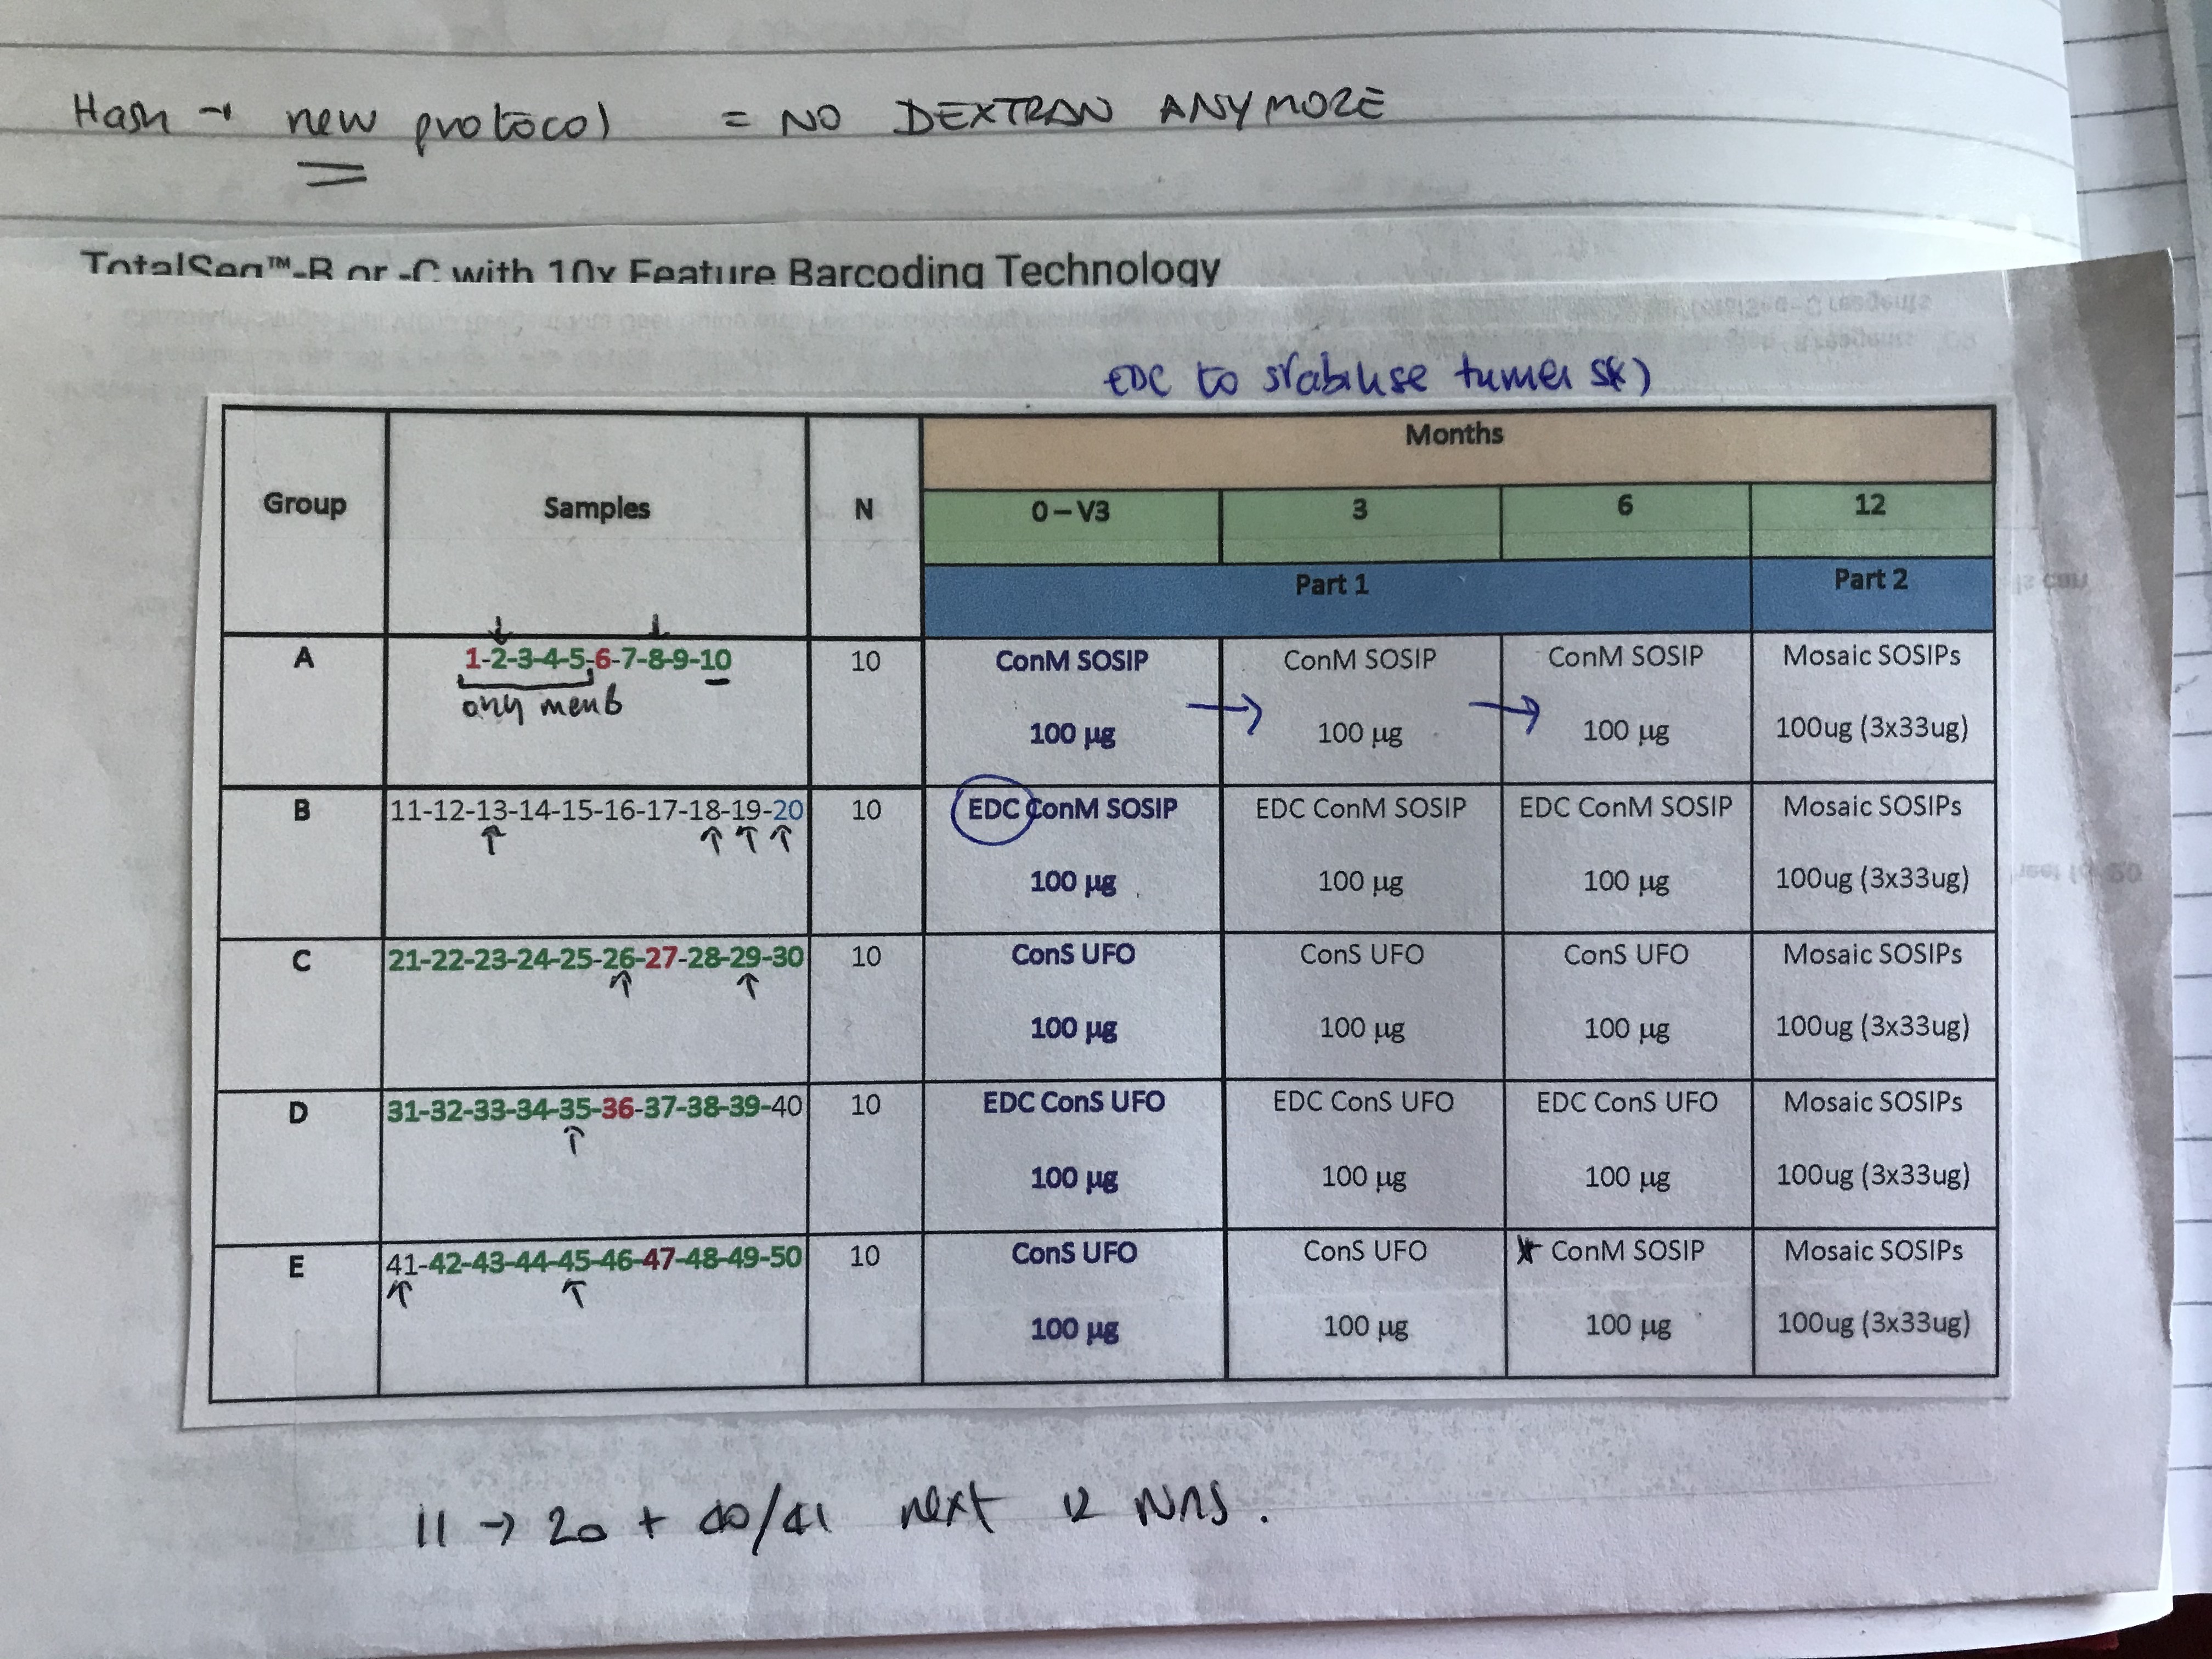 Hash → new protocol = NO DEXTRAN ANYMORE
TotalSeq™-B or -C with 10x Feature Barcoding Technology
EDC to stabilise
Group Samples N Months
0 – V3 3 6 12
Part 1 Part 2
A 1-2-3-4-5-6-7-8-9-10 10 ConM SOSIP ConM SOSIP ConM SOSIP Mosaic SOSIPs
only memb
100 µg → 100 µg → 100 µg 100ug (3x33ug)
B 11-12-13-14-15-16-17-18-19-20 10 EDC ConM SOSIP EDC ConM SOSIP EDC ConM SOSIP Mosaic SOSIPs
100 µg 100 µg 100 µg 100ug (3x33ug)
C 21-22-23-24-25-26-27-28-29-30 10 ConS UFO ConS UFO ConS UFO Mosaic SOSIPs
100 µg 100 µg 100 µg 100ug (3x33ug)
D 31-32-33-34-35-36-37-38-39-40 10 EDC ConS UFO EDC ConS UFO EDC ConS UFO Mosaic SOSIPs
100 µg 100 µg 100 µg 100ug (3x33ug)
E 41-42-43-44-45-46-47-48-49-50 10 ConS UFO ConS UFO * ConM SOSIP Mosaic SOSIPs
100 µg 100 µg 100 µg 100ug (3x33ug)
11 → 20 + 40/41 next 12